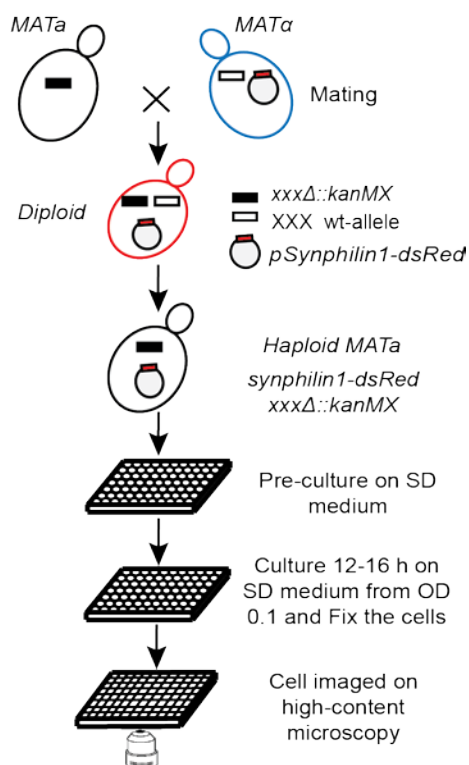 MATa
MATα
Mating
Diploid
xxxΔ::kanMX
XXX wt-allele
pSynphilin1-dsRed
Haploid MATa
synphilin1-dsRed
xxxΔ::kanMX
Pre-culture on SD
medium
Culture 12-16 h on
SD medium from OD
0.1 and Fix the cells
Cell imaged on
high-content
microscopy